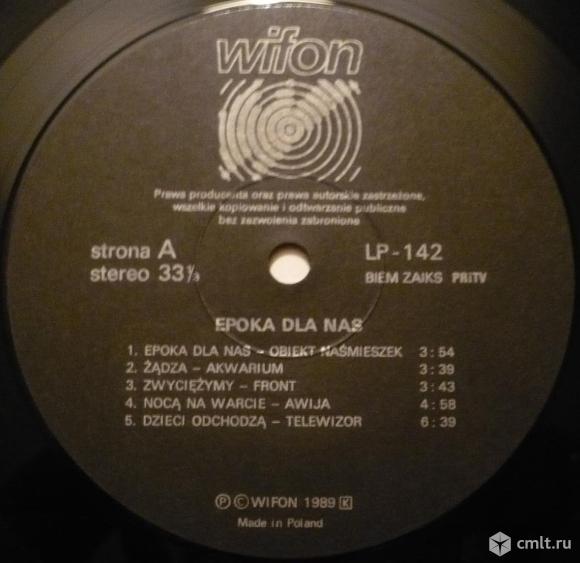 wifon
Prawa producenta oraz prawa autorskie zastrzeżone,
wszelkie kopiowanie i odtwarzanie publiczne
bez zezwolenia zabronione
strona A
stereo 33⅓
LP-142
BIEM ZAIKS PRiTV
EPOKA DLA NAS
1. EPOKA DLA NAS – OBIEKT NAŚMIESZEK 3:54
2. ŻĄDZA – AKWARIUM 3:39
3. ZWYCIĘŻYMY – FRONT 3:43
4. NOCĄ NA WARCIE – AWIJA 4:58
5. DZIECI ODCHODZĄ – TELEWIZOR 6:39
Ⓟ © WIFON 1989 K
Made in Poland
cmlt.ru